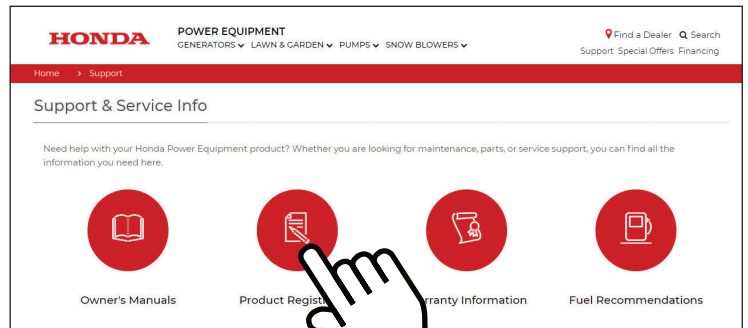 HONDA
POWER EQUIPMENT
GENERATORS LAWN & GARDEN PUMPS SNOW BLOWERS
Find a Dealer Search
Support Special Offers Financing
Home > Support
Support & Service Info
Need help with your Honda Power Equipment product? Whether you are looking for maintenance, parts, or service support, you can find all the
information you need here.
Owner's Manuals
Product
Information
Fuel Recommendations